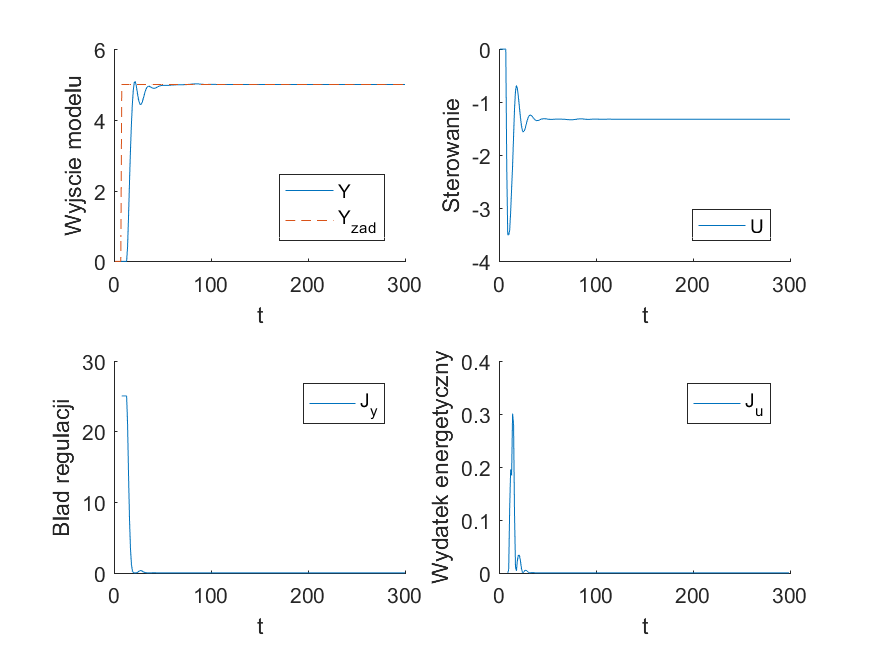 6
4
2
0
Wyjscie modelu
Y
Y_zad
0 100 200 300
t
0
-1
-2
-3
-4
Sterowanie
U
0 100 200 300
t
30
20
10
0
Blad regulacji
J_y
0 100 200 300
t
0.4
0.3
0.2
0.1
0
Wydatek energetyczny
J_u
0 100 200 300
t